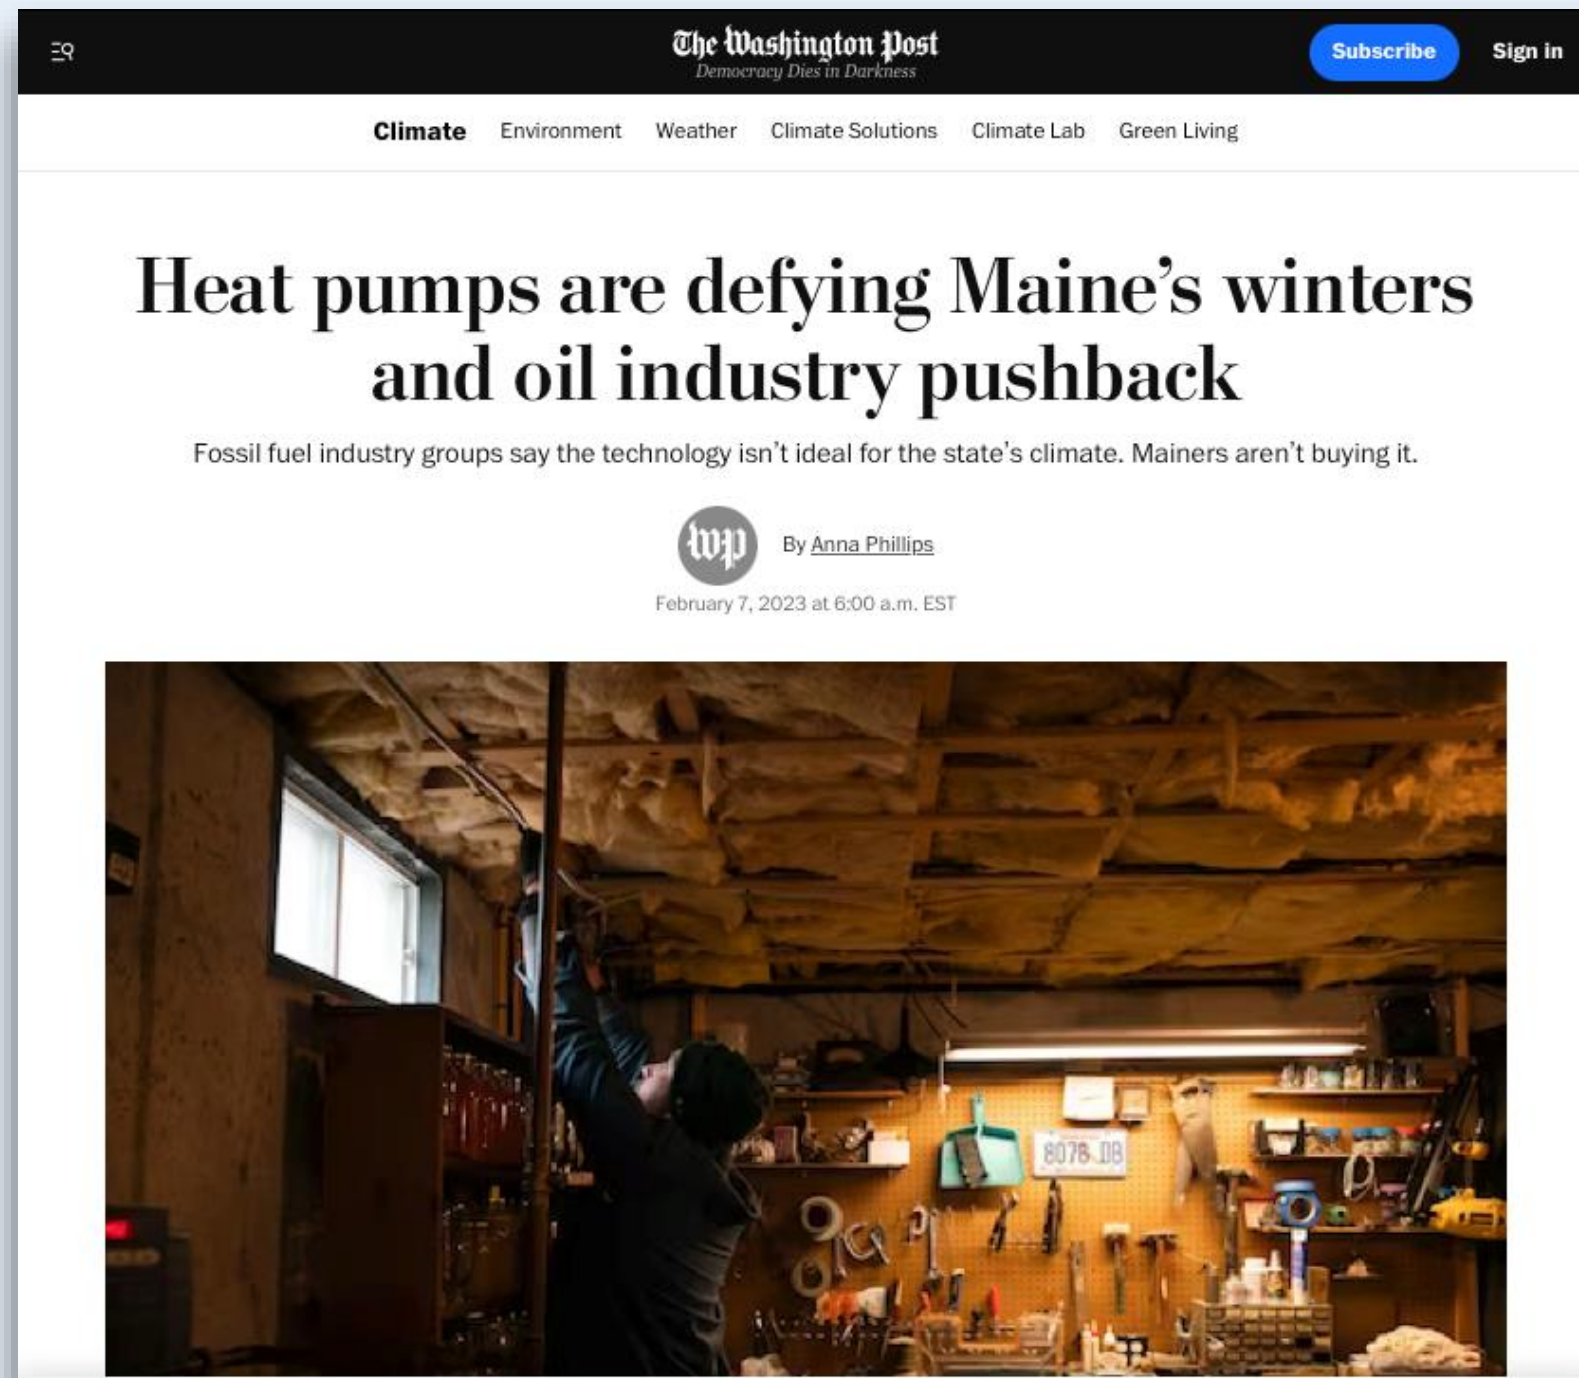 The Washington Post
Democracy Dies in Darkness
Subscribe
Sign in
Climate Environment Weather Climate Solutions Climate Lab Green Living
Heat pumps are defying Maine's winters
and oil industry pushback
Fossil fuel industry groups say the technology isn't ideal for the state's climate. Mainers aren't buying it.
wp
By Anna Phillips
February 7, 2023 at 6:00 a.m. EST
8078 DB